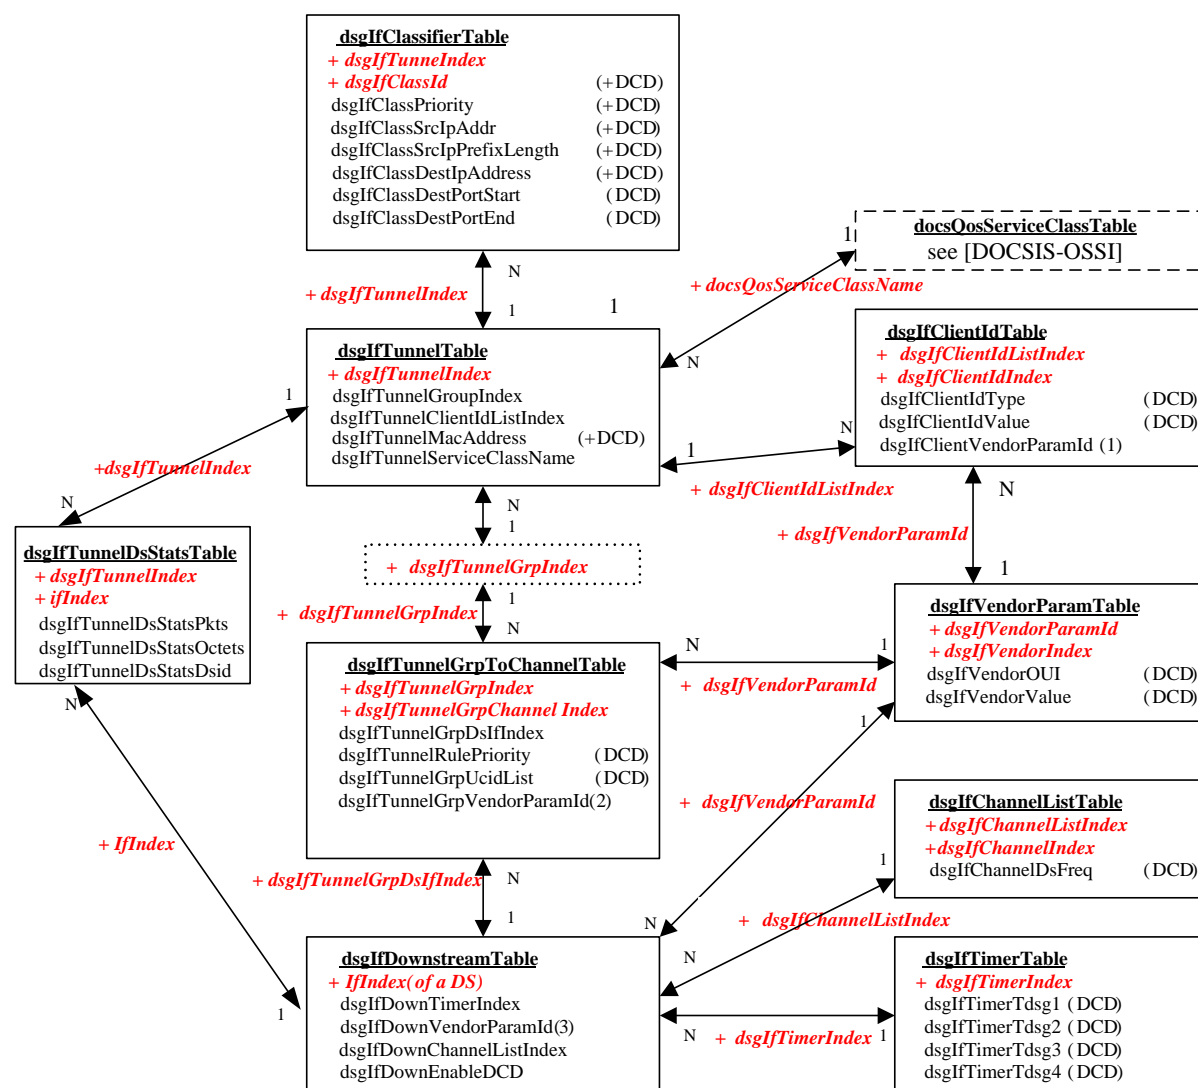 dsgIfClassifierTable
+ dsgIfTunneIndex
+ dsgIfClassId (+DCD)
dsgIfClassPriority (+DCD)
dsgIfClassSrcIpAddr (+DCD)
dsgIfClassSrcIpPrefixLength (+DCD)
dsgIfClassDestIpAddress (+DCD)
dsgIfClassDestPortStart (DCD)
dsgIfClassDestPortEnd (DCD)
docsQosServiceClassTable
see [DOCSIS-OSSI]
1
N
+ dsgIfTunnelIndex
1
1
+ docsQosServiceClassName
N
dsgIfTunnelTable
+ dsgIfTunnelIndex
dsgIfTunnelGroupIndex
dsgIfTunnelClientIdListIndex
dsgIfTunnelMacAddress (+DCD)
dsgIfTunnelServiceClassName
dsgIfClientIdTable
+ dsgIfClientIdListIndex
+ dsgIfClientIdIndex
dsgIfClientIdType (DCD)
dsgIfClientIdValue (DCD)
dsgIfClientVendorParamId (1)
1
+dsgIfTunnelIndex
N
1
N
+ dsgIfClientIdListIndex
N
1
N
+ dsgIfVendorParamId
1
dsgIfTunnelDsStatsTable
+ dsgIfTunnelIndex
+ ifIndex
dsgIfTunnelDsStatsPkts
dsgIfTunnelDsStatsOctets
dsgIfTunnelDsStatsDsid
+ dsgIfTunnelGrpIndex
1
+ dsgIfTunnelGrpIndex
N
dsgIfVendorParamTable
+ dsgIfVendorParamId
+ dsgIfVendorIndex
dsgIfVendorOUI (DCD)
dsgIfVendorValue (DCD)
dsgIfTunnelGrpToChannelTable
+ dsgIfTunnelGrpIndex
+ dsgIfTunnelGrpChannel Index
dsgIfTunnelGrpDsIfIndex
dsgIfTunnelRulePriority (DCD)
dsgIfTunnelGrpUcidList (DCD)
dsgIfTunnelGrpVendorParamId(2)
N
1
+ dsgIfVendorParamId
N
1
+ dsgIfVendorParamId
+ IfIndex
dsgIfChannelListTable
+dsgIfChannelListIndex
+dsgIfChannelIndex
dsgIfChannelDsFreq (DCD)
+ dsgIfTunnelGrpDsIfIndex
N
1
N
1
+ dsgIfChannelListIndex
N
dsgIfDownstreamTable
+ IfIndex(of a DS)
dsgIfDownTimerIndex
dsgIfDownVendorParamId(3)
dsgIfDownChannelListIndex
dsgIfDownEnableDCD
1
N
+ dsgIfTimerIndex
1
dsgIfTimerTable
+ dsgIfTimerIndex
dsgIfTimerTdsg1 (DCD)
dsgIfTimerTdsg2 (DCD)
dsgIfTimerTdsg3 (DCD)
dsgIfTimerTdsg4 (DCD)